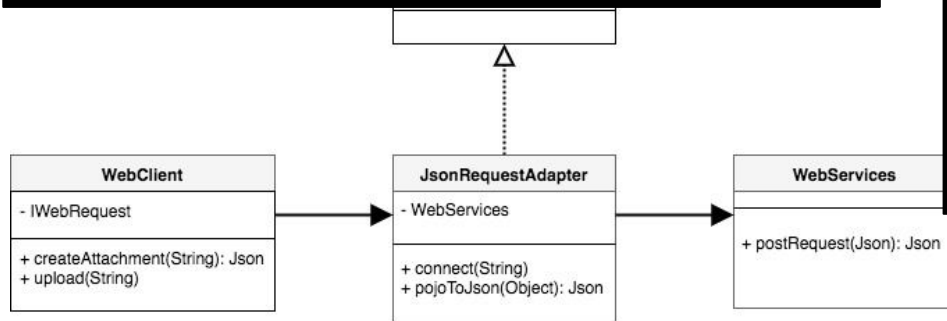 WebClient
- IWebRequest
+ createAttachment(String): Json
+ upload(String)
JsonRequestAdapter
- WebServices
+ connect(String)
+ pojoToJson(Object): Json
WebServices
+ postRequest(Json): Json